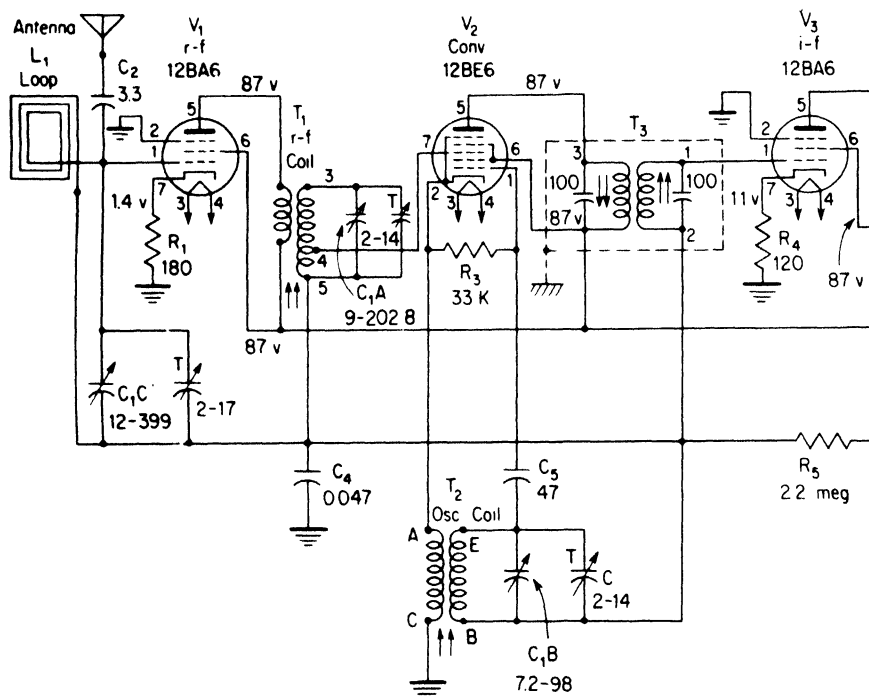 Antenna
L1
Loop
C2
3.3
V1
r-f
12BA6
87 v
5
2
1
7
6
3
4
1.4 v
R1
180
T1
r-f
Coil
3
4
5
T
2-14
C1A
9-202 8
87 v
V2
Conv
12BE6
87 v
5
7
6
2
1
3
4
R3
33 K
T3
3
1
100
100
87 v
2
V3
i-f
12BA6
5
2
1
7
6
3
4
11 v
R4
120
87 v
C1C
12-399
T
2-17
C4
0047
R5
22 meg
T2
Osc Coil
A
E
C
B
C5
47
T
C
2-14
C1B
7.2-98